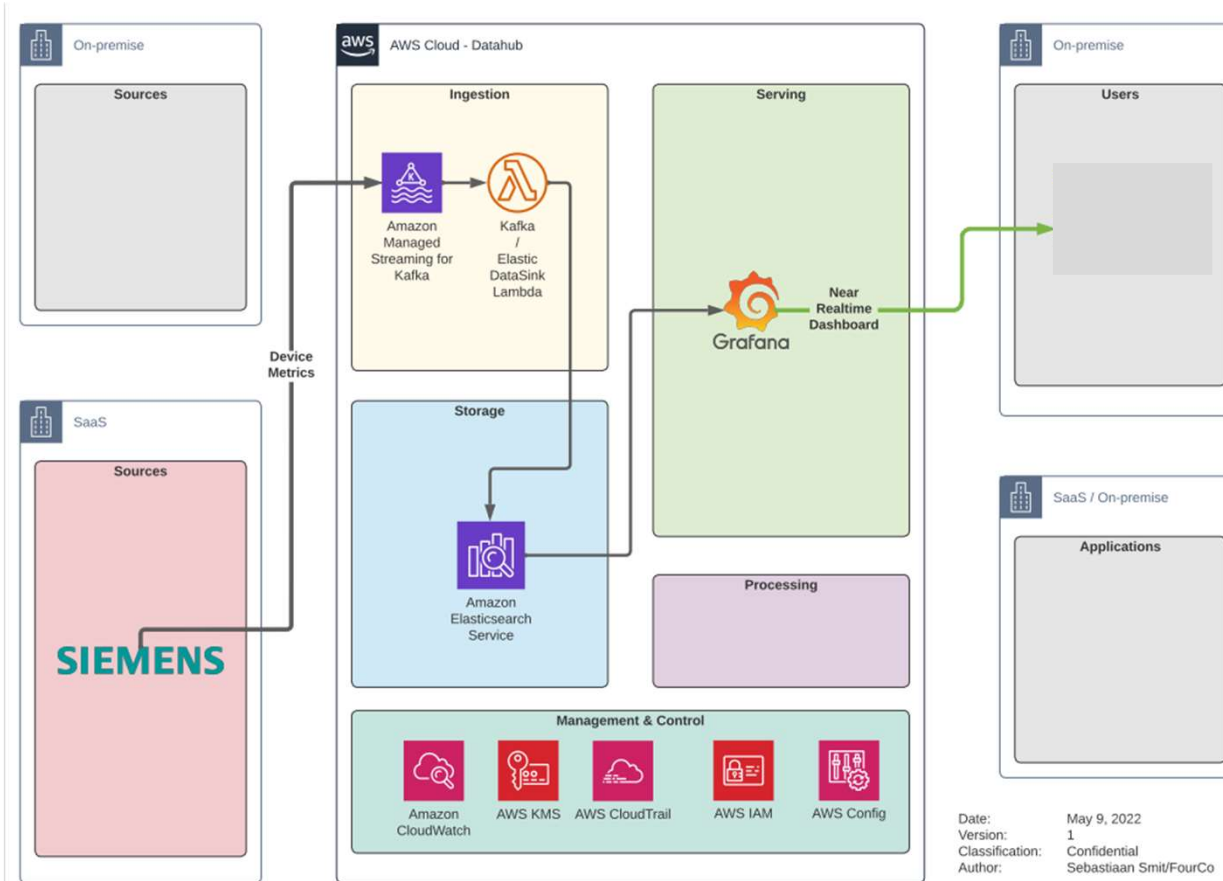 On-premise
Sources
SaaS
Sources
SIEMENS
Device
Metrics
aws
AWS Cloud - Datahub
Ingestion
K
Amazon
Managed
Streaming for
Kafka
Kafka
/
Elastic
DataSink
Lambda
Storage
Amazon
Elasticsearch
Service
Serving
Grafana
Near
Realtime
Dashboard
Processing
Management & Control
Amazon
CloudWatch
AWS KMS
AWS CloudTrail
AWS IAM
AWS Config
On-premise
Users
SaaS / On-premise
Applications
Date: May 9, 2022
Version: 1
Classification: Confidential
Author: Sebastiaan Smit/FourCo